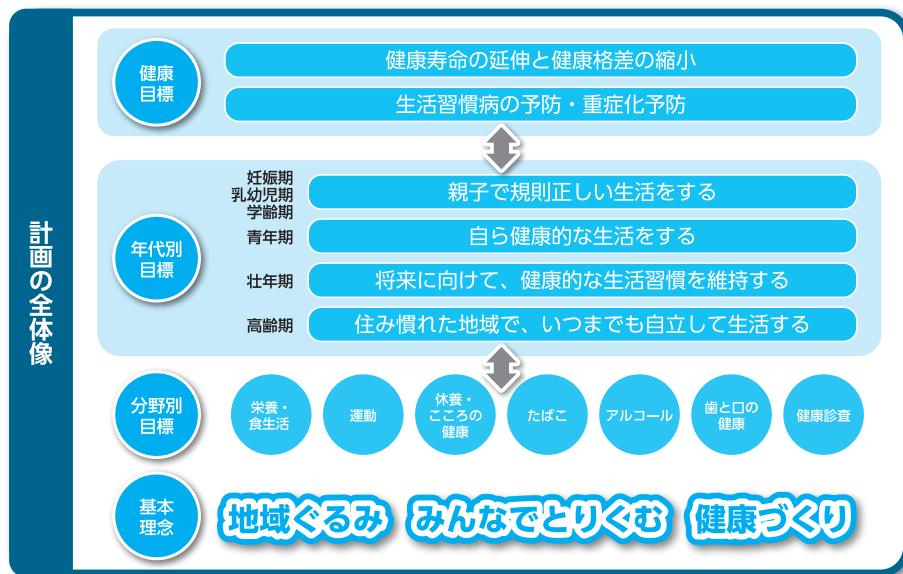 計画の全体像
健康
目標
健康寿命の延伸と健康格差の縮小
生活習慣病の予防・重症化予防
年代別
目標
妊娠期
乳幼児期
学齢期
親子で規則正しい生活をする
青年期
自ら健康的な生活をする
壮年期
将来に向けて、健康的な生活習慣を維持する
高齢期
住み慣れた地域で、いつまでも自立して生活する
分野別
目標
栄養・
食生活
運動
休養・
こころの
健康
たばこ
アルコール
歯と口の
健康
健康診査
基本
理念
地域ぐるみ みんなでとりくむ 健康づくり